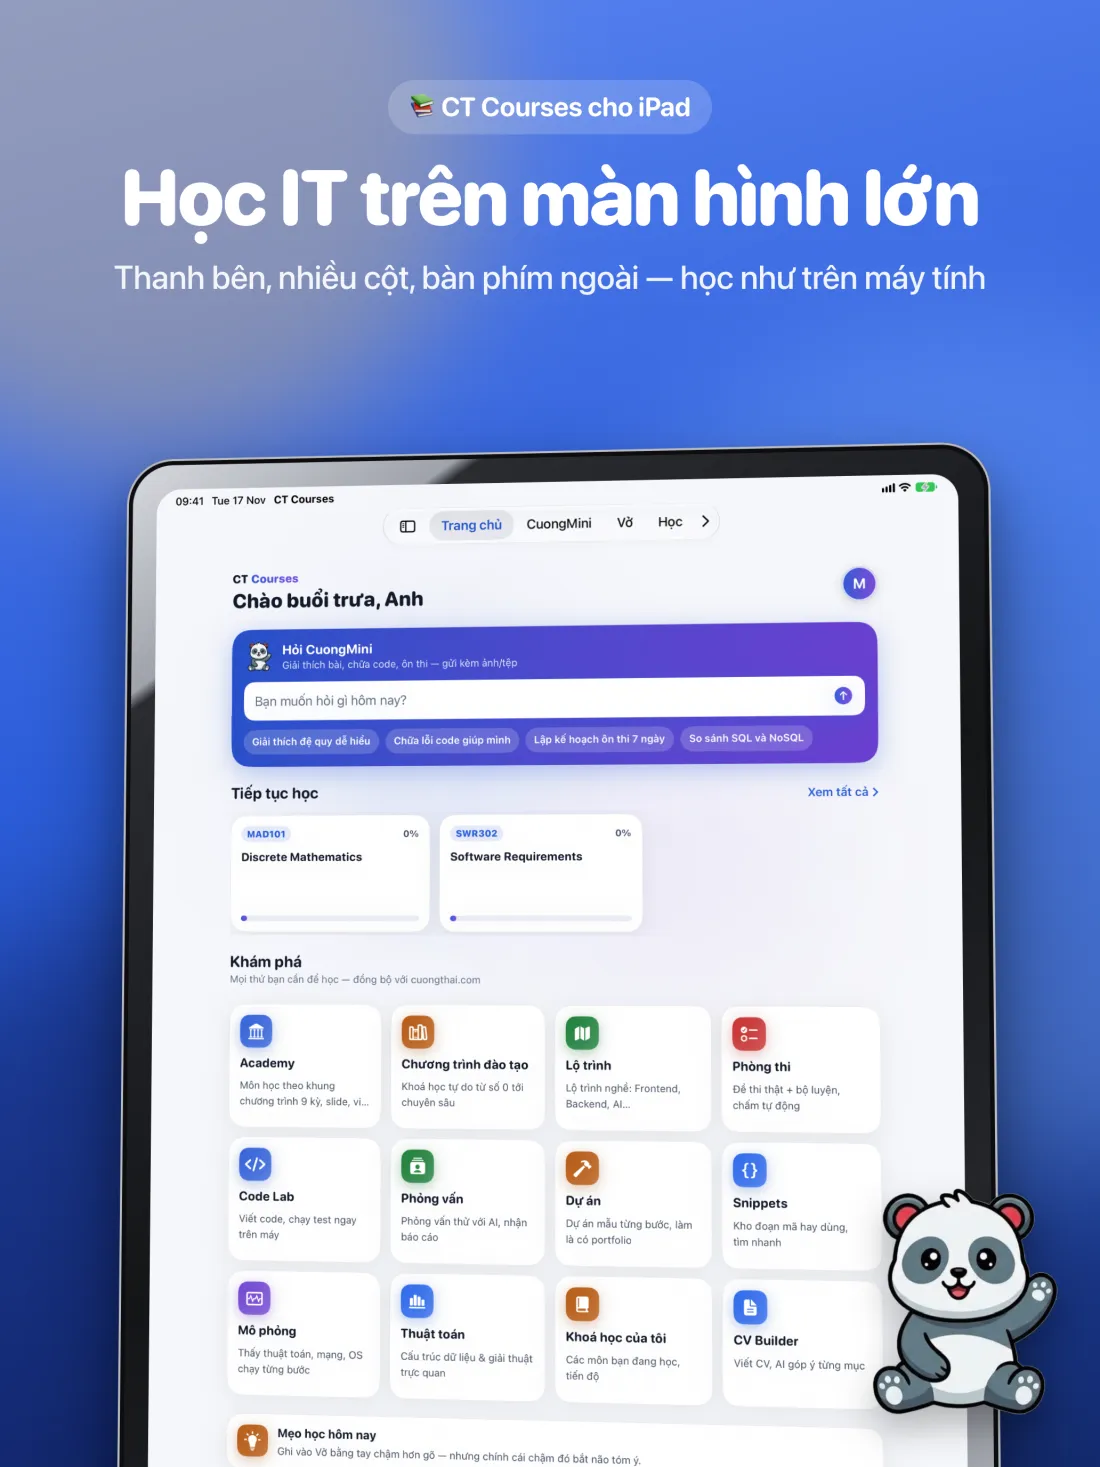 📚 CT Courses cho iPad
Học IT trên màn hình lớn
Thanh bên, nhiều cột, bàn phím ngoài — học như trên máy tính
09:41 Tue 17 Nov CT Courses
Trang chủ CuongMini Vở Học
CT Courses
Chào buổi trưa, Anh
M
Hỏi CuongMini
Giải thích bài, chữa code, ôn thi — gửi kèm ảnh/tệp
Bạn muốn hỏi gì hôm nay?
Giải thích đệ quy dễ hiểu Chữa lỗi code giúp mình Lập kế hoạch ôn thi 7 ngày So sánh SQL và NoSQL
Tiếp tục học
Xem tất cả
MAD101 0%
Discrete Mathematics
SWR302 0%
Software Requirements
Khám phá
Mọi thứ bạn cần để học — đồng bộ với cuongthai.com
Academy
Môn học theo khung
chương trình 9 kỳ, slide, vi...
Chương trình đào tạo
Khoá học tự do từ số 0 tới
chuyên sâu
Lộ trình
Lộ trình nghề: Frontend,
Backend, AI...
Phòng thi
Đề thi thật + bộ luyện,
chấm tự động
Code Lab
Viết code, chạy test ngay
trên máy
Phỏng vấn
Phỏng vấn thử với AI, nhận
báo cáo
Dự án
Dự án mẫu từng bước, làm
là có portfolio
Snippets
Kho đoạn mã hay dùng,
tìm nhanh
Mô phỏng
Thấy thuật toán, mạng, OS
chạy từng bước
Thuật toán
Cấu trúc dữ liệu & giải thuật
trực quan
Khoá học của tôi
Các môn bạn đang học,
tiến độ
CV Builder
Viết CV, AI góp ý từng mục
Mẹo học hôm nay
Ghi vào Vở bằng tay chậm hơn gõ — nhưng chính cái chậm đó bắt não tóm ý.